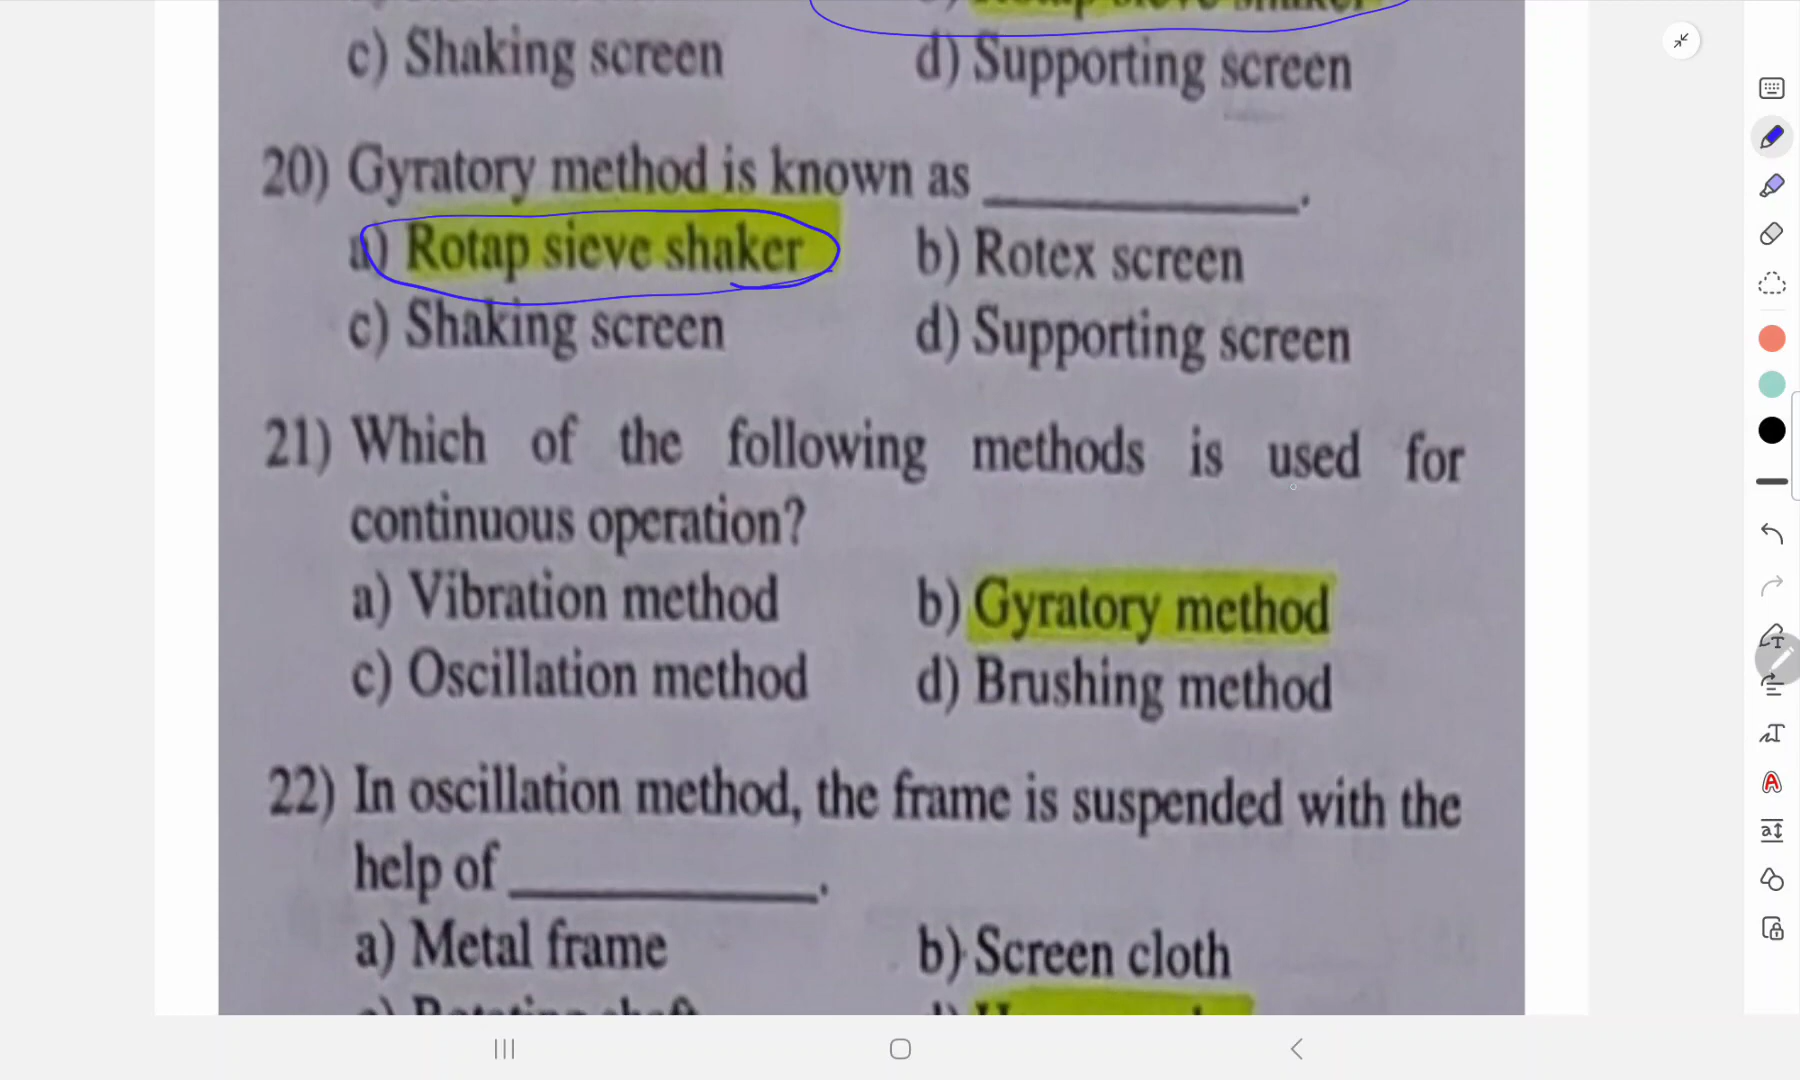 c) Shaking screen d) Supporting screen
20) Gyratory method is known as ____________.
a) Rotap sieve shaker b) Rotex screen
c) Shaking screen d) Supporting screen
21) Which of the following methods is used for
continuous operation?
a) Vibration method b) Gyratory method
c) Oscillation method d) Brushing method
22) In oscillation method, the frame is suspended with the
help of ____________.
a) Metal frame b) Screen cloth